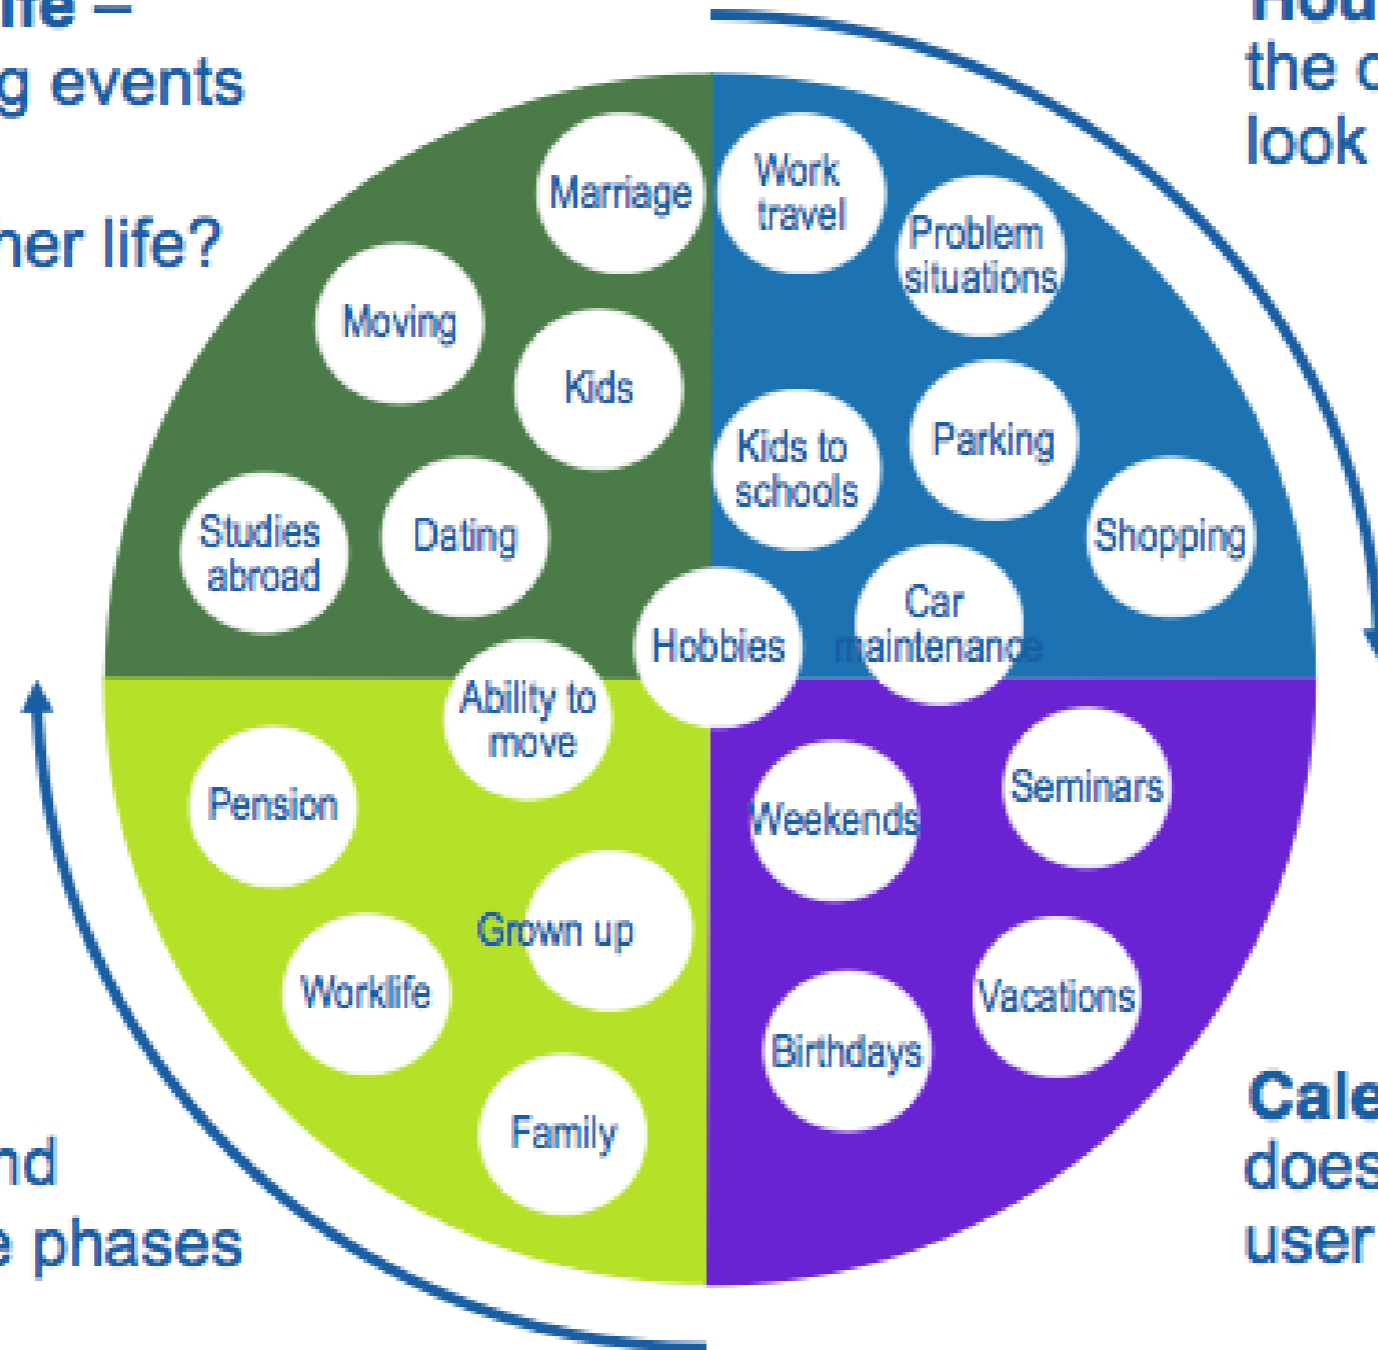 life –
g events
her life?
the
look
Marriage
Work
travel
Problem
situations
Moving
Kids
Kids to
schools
Parking
Shopping
Studies
abroad
Dating
Hobbies
Car
maintenance
Ability to
move
Pension
Weekends
Seminars
Grown up
Worklife
Birthdays
Vacations
Family
nd
e phases
Cale
does
user